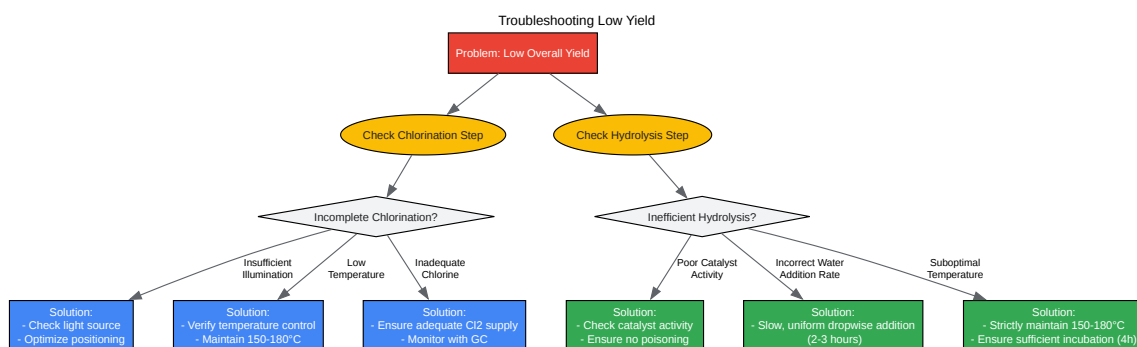 Troubleshooting Low Yield
Problem: Low Overall Yield
Check Chlorination Step
Check Hydrolysis Step
Incomplete Chlorination?
Inefficient Hydrolysis?
Insufficient
Illumination
Low
Temperature
Inadequate
Chlorine
Poor Catalyst
Activity
Incorrect Water
Addition Rate
Suboptimal
Temperature
Solution:
- Check light source
- Optimize positioning
Solution:
- Verify temperature control
- Maintain 150-180°C
Solution:
- Ensure adequate Cl2 supply
- Monitor with GC
Solution:
- Check catalyst activity
- Ensure no poisoning
Solution:
- Slow, uniform dropwise addition
(2-3 hours)
Solution:
- Strictly maintain 150-180°C
- Ensure sufficient incubation (4h)